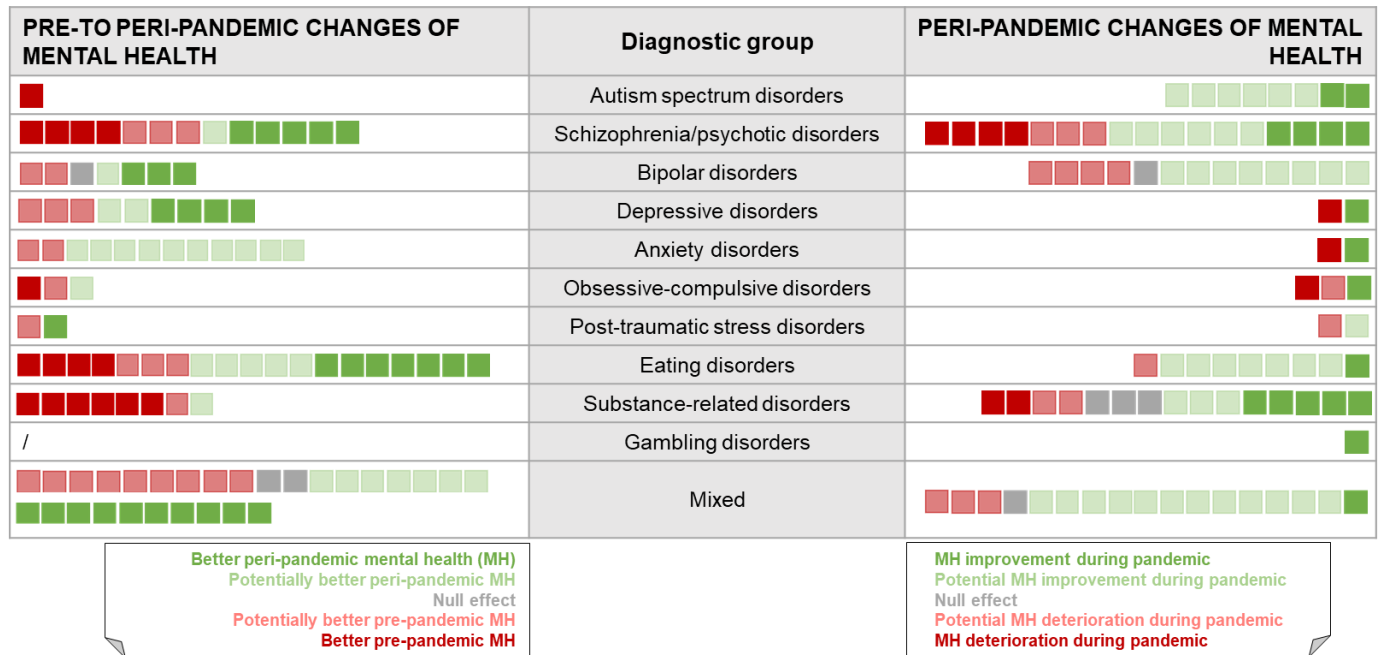 PRE-TO PERI-PANDEMIC CHANGES OF
MENTAL HEALTH
Diagnostic group
PERI-PANDEMIC CHANGES OF MENTAL
HEALTH
Autism spectrum disorders
Schizophrenia/psychotic disorders
Bipolar disorders
Depressive disorders
Anxiety disorders
Obsessive-compulsive disorders
Post-traumatic stress disorders
Eating disorders
Substance-related disorders
/
Gambling disorders
Mixed
Better peri-pandemic mental health (MH)
Potentially better peri-pandemic MH
Null effect
Potentially better pre-pandemic MH
Better pre-pandemic MH
MH improvement during pandemic
Potential MH improvement during pandemic
Null effect
Potential MH deterioration during pandemic
MH deterioration during pandemic